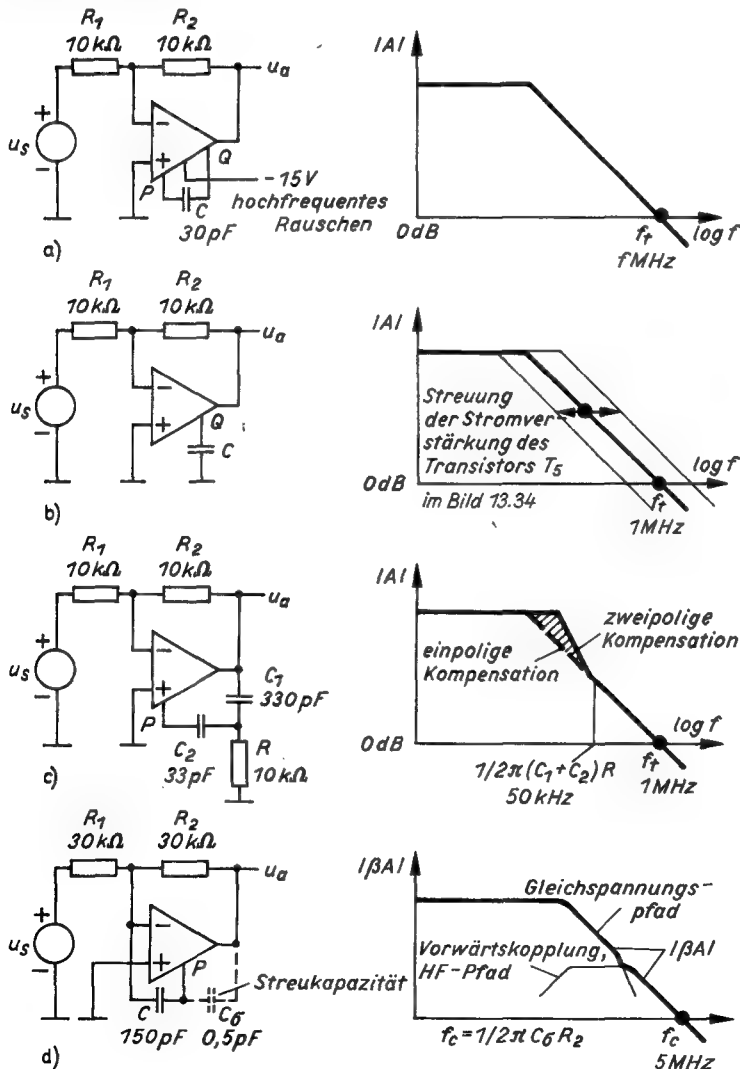 R1
10kΩ
R2
10kΩ
ua
+
us
-
-
+
P
Q
C
30pF
-15V
hochfrequentes
Rauschen
a)
|A|
0dB
ft
fMHz
log f
R1
10kΩ
R2
10kΩ
ua
+
us
-
-
+
Q
C
b)
|A|
Streuung
der Stromver-
stärkung des
Transistors T5
im Bild 13.34
0dB
ft
1MHz
log f
R1
10kΩ
R2
10kΩ
ua
+
us
-
-
+
P
C1
330pF
C2
33pF
R
10kΩ
c)
|A|
zweipolige
Kompensation
einpolige
Kompensation
0dB
log f
1/2π(C1+C2)R
50kHz
ft
1MHz
R1
30kΩ
R2
30kΩ
ua
+
us
-
-
+
P
Streukapazität
C
150pF
C6
0,5pF
d)
|βA|
Gleichspannungs-
pfad
Vorwärtskopplung,
HF-Pfad
|βA|
fc=1/2πC6R2
fc
5MHz